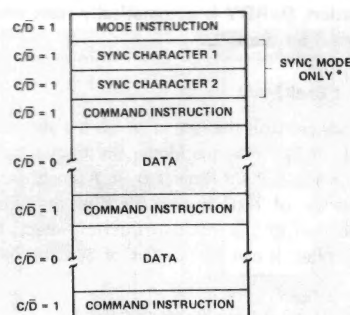 C/D̅ = 1 MODE INSTRUCTION
C/D̅ = 1 SYNC CHARACTER 1
SYNC MODE
ONLY *
C/D̅ = 1 SYNC CHARACTER 2
C/D̅ = 1 COMMAND INSTRUCTION
C/D̅ = 0 DATA
C/D̅ = 1 COMMAND INSTRUCTION
C/D̅ = 0 DATA
C/D̅ = 1 COMMAND INSTRUCTION